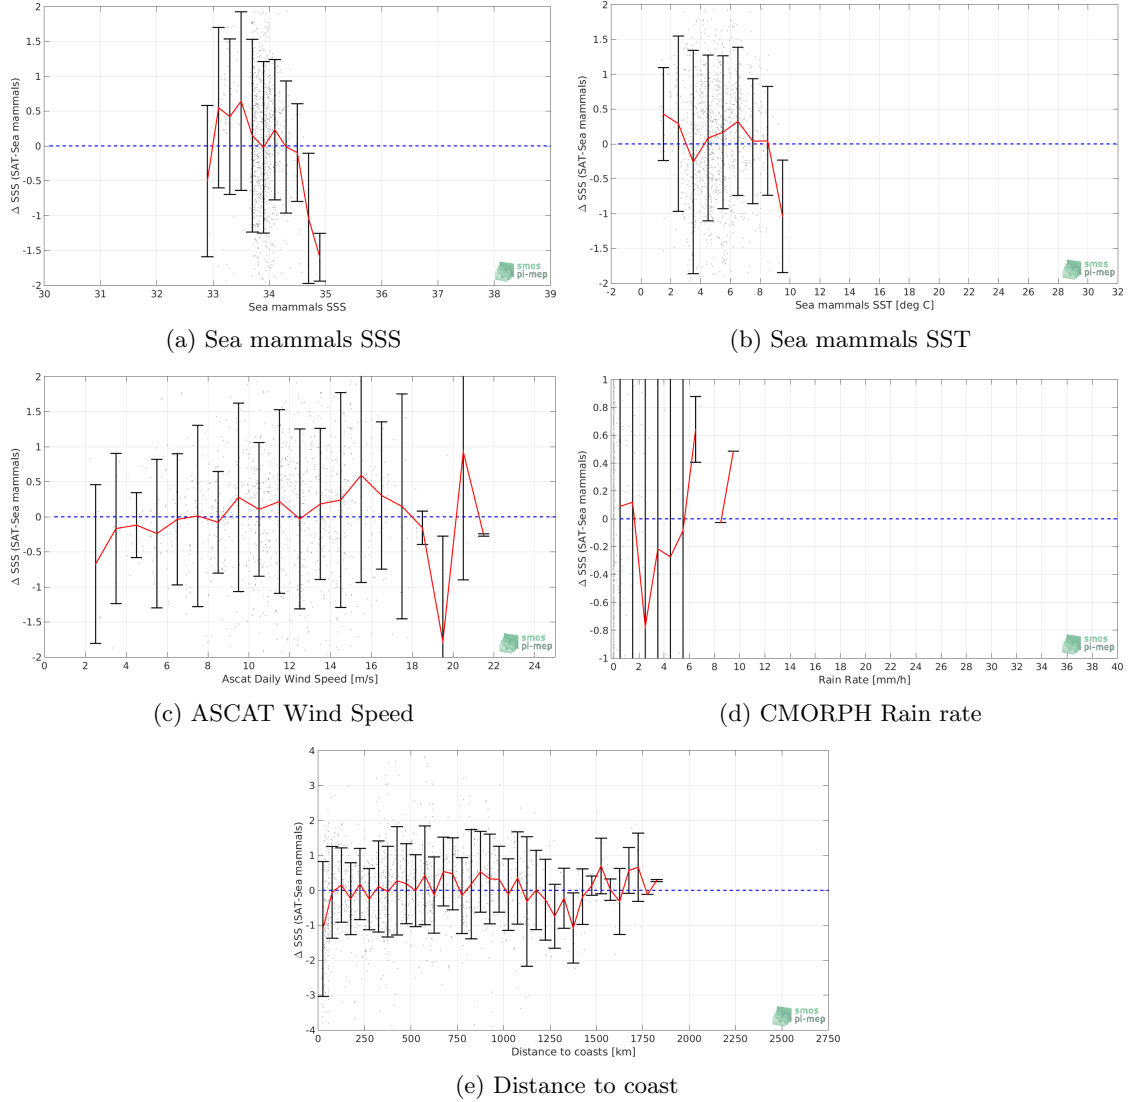 2
1.5
1
0.5
0
-0.5
-1
-1.5
-2
Δ SSS (SAT-Sea mammals)
30 31 32 33 34 35 36 37 38 39
Sea mammals SSS
smos
pi-mep
(a) Sea mammals SSS
2
1.5
1
0.5
0
-0.5
-1
-1.5
-2
Δ SSS (SAT-Sea mammals)
-2 0 2 4 6 8 10 12 14 16 18 20 22 24 26 28 30 32
Sea mammals SST [deg C]
smos
pi-mep
(b) Sea mammals SST
2
1.5
1
0.5
0
-0.5
-1
-1.5
-2
Δ SSS (SAT-Sea mammals)
0 2 4 6 8 10 12 14 16 18 20 22 24
Ascat Daily Wind Speed [m/s]
smos
pi-mep
(c) ASCAT Wind Speed
1
0.8
0.6
0.4
0.2
0
-0.2
-0.4
-0.6
-0.8
-1
Δ SSS (SAT-Sea mammals)
0 2 4 6 8 10 12 14 16 18 20 22 24 26 28 30 32 34 36 38 40
Rain Rate [mm/h]
smos
pi-mep
(d) CMORPH Rain rate
4
3
2
1
0
-1
-2
-3
-4
Δ SSS (SAT-Sea mammals)
0 250 500 750 1000 1250 1500 1750 2000 2250 2500 2750
Distance to coasts [km]
smos
pi-mep
(e) Distance to coast